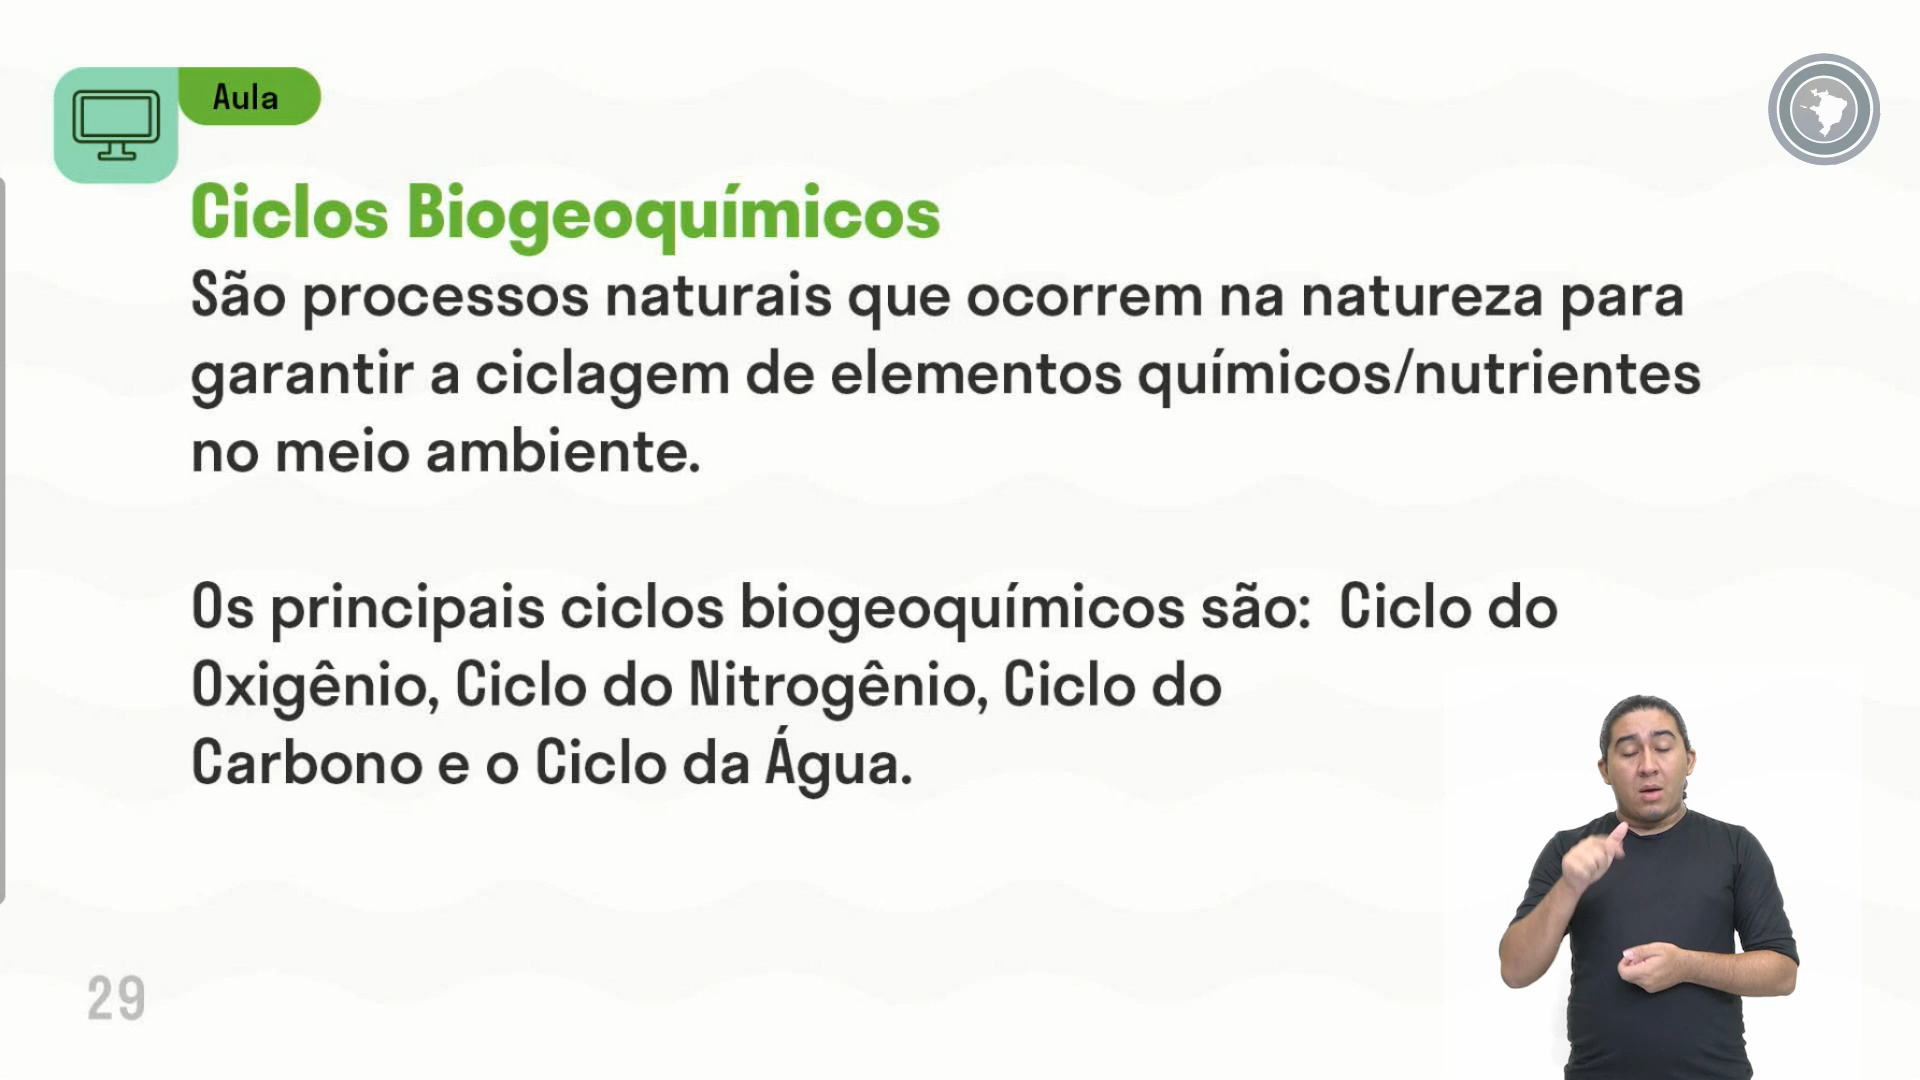 Aula
Ciclos Biogeoquímicos
São processos naturais que ocorrem na natureza para
garantir a ciclagem de elementos químicos/nutrientes
no meio ambiente.
Os principais ciclos biogeoquímicos são: Ciclo do
Oxigênio, Ciclo do Nitrogênio, Ciclo do
Carbono e o Ciclo da Água.
29